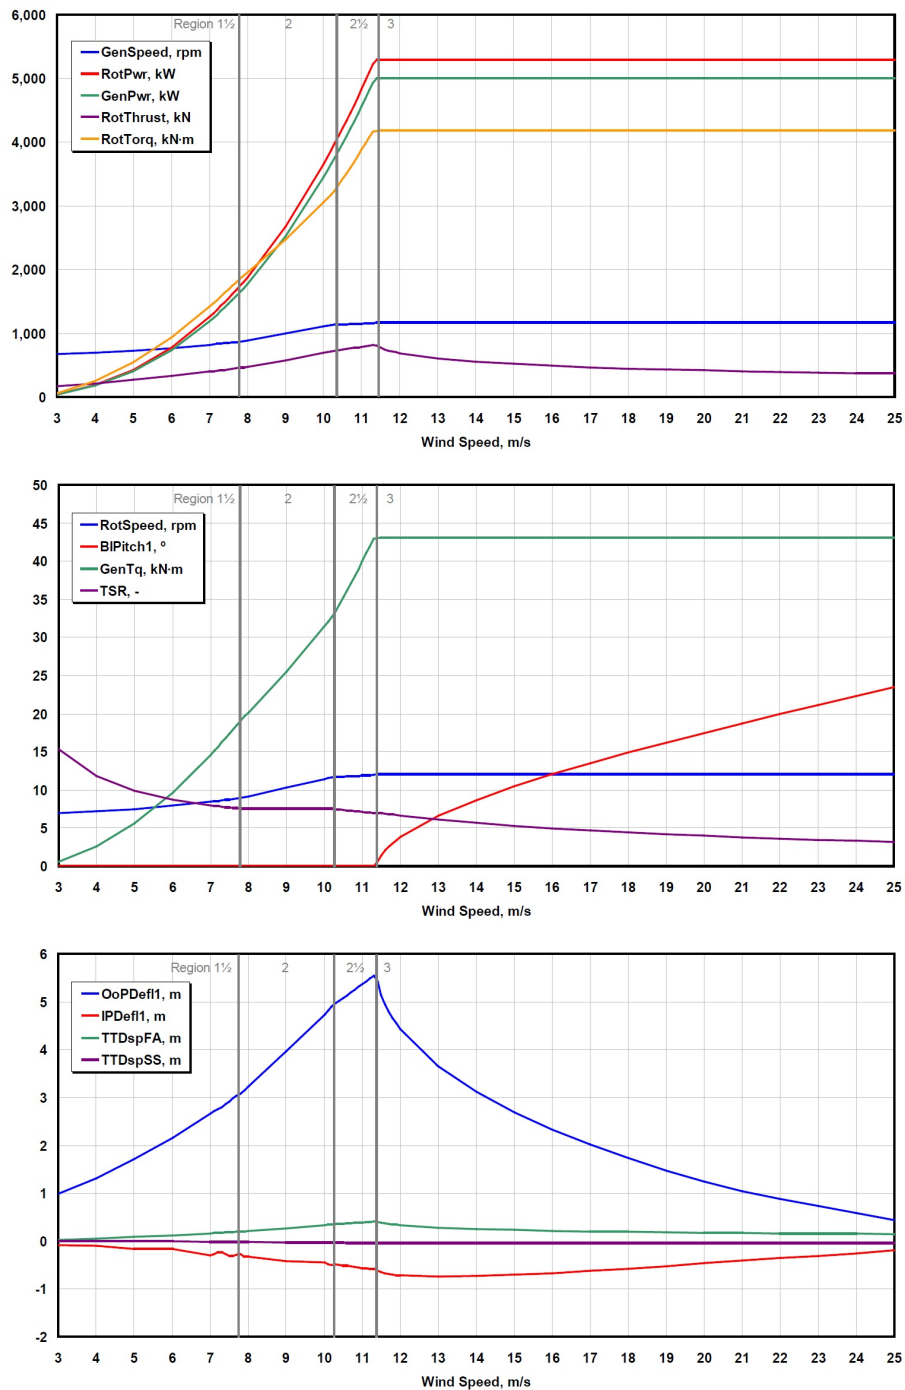 6,000
Region 1½
2
2½
3
GenSpeed, rpm
RotPwr, kW
GenPwr, kW
RotThrust, kN
RotTorq, kN·m
5,000
4,000
3,000
2,000
1,000
0
3 4 5 6 7 8 9 10 11 12 13 14 15 16 17 18 19 20 21 22 23 24 25
Wind Speed, m/s
50
Region 1½
2
2½
3
RotSpeed, rpm
BlPitch1, º
GenTq, kN·m
TSR, -
45
40
35
30
25
20
15
10
5
0
3 4 5 6 7 8 9 10 11 12 13 14 15 16 17 18 19 20 21 22 23 24 25
Wind Speed, m/s
6
Region 1½
2
2½
3
OoPDefl1, m
IPDefl1, m
TTDspFA, m
TTDspSS, m
5
4
3
2
1
0
-1
-2
3 4 5 6 7 8 9 10 11 12 13 14 15 16 17 18 19 20 21 22 23 24 25
Wind Speed, m/s